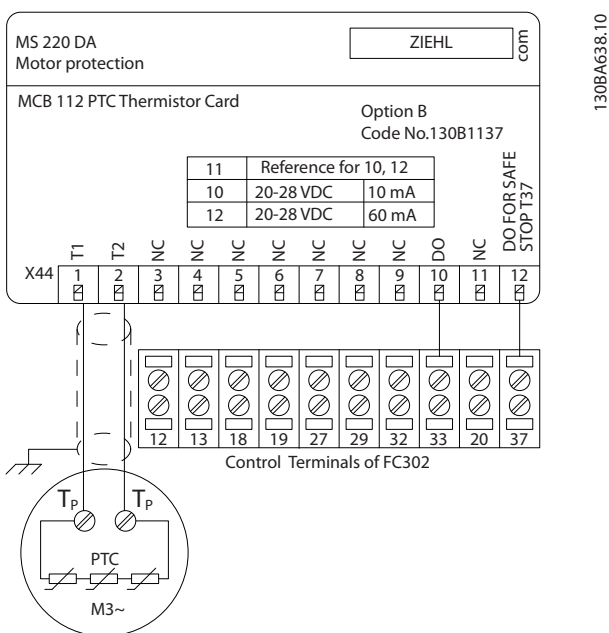 MS 220 DA
Motor protection
ZIEHL
com
130BA638.10
MCB 112 PTC Thermistor Card
Option B
Code No.130B1137
11 Reference for 10, 12
10 20-28 VDC 10 mA
12 20-28 VDC 60 mA
T1 T2 NC NC NC NC NC NC NC DO NC DO FOR SAFE STOP T37
X44 1 2 3 4 5 6 7 8 9 10 11 12
12 13 18 19 27 29 32 33 20 37
Control Terminals of FC302
TP TP
PTC
M3~